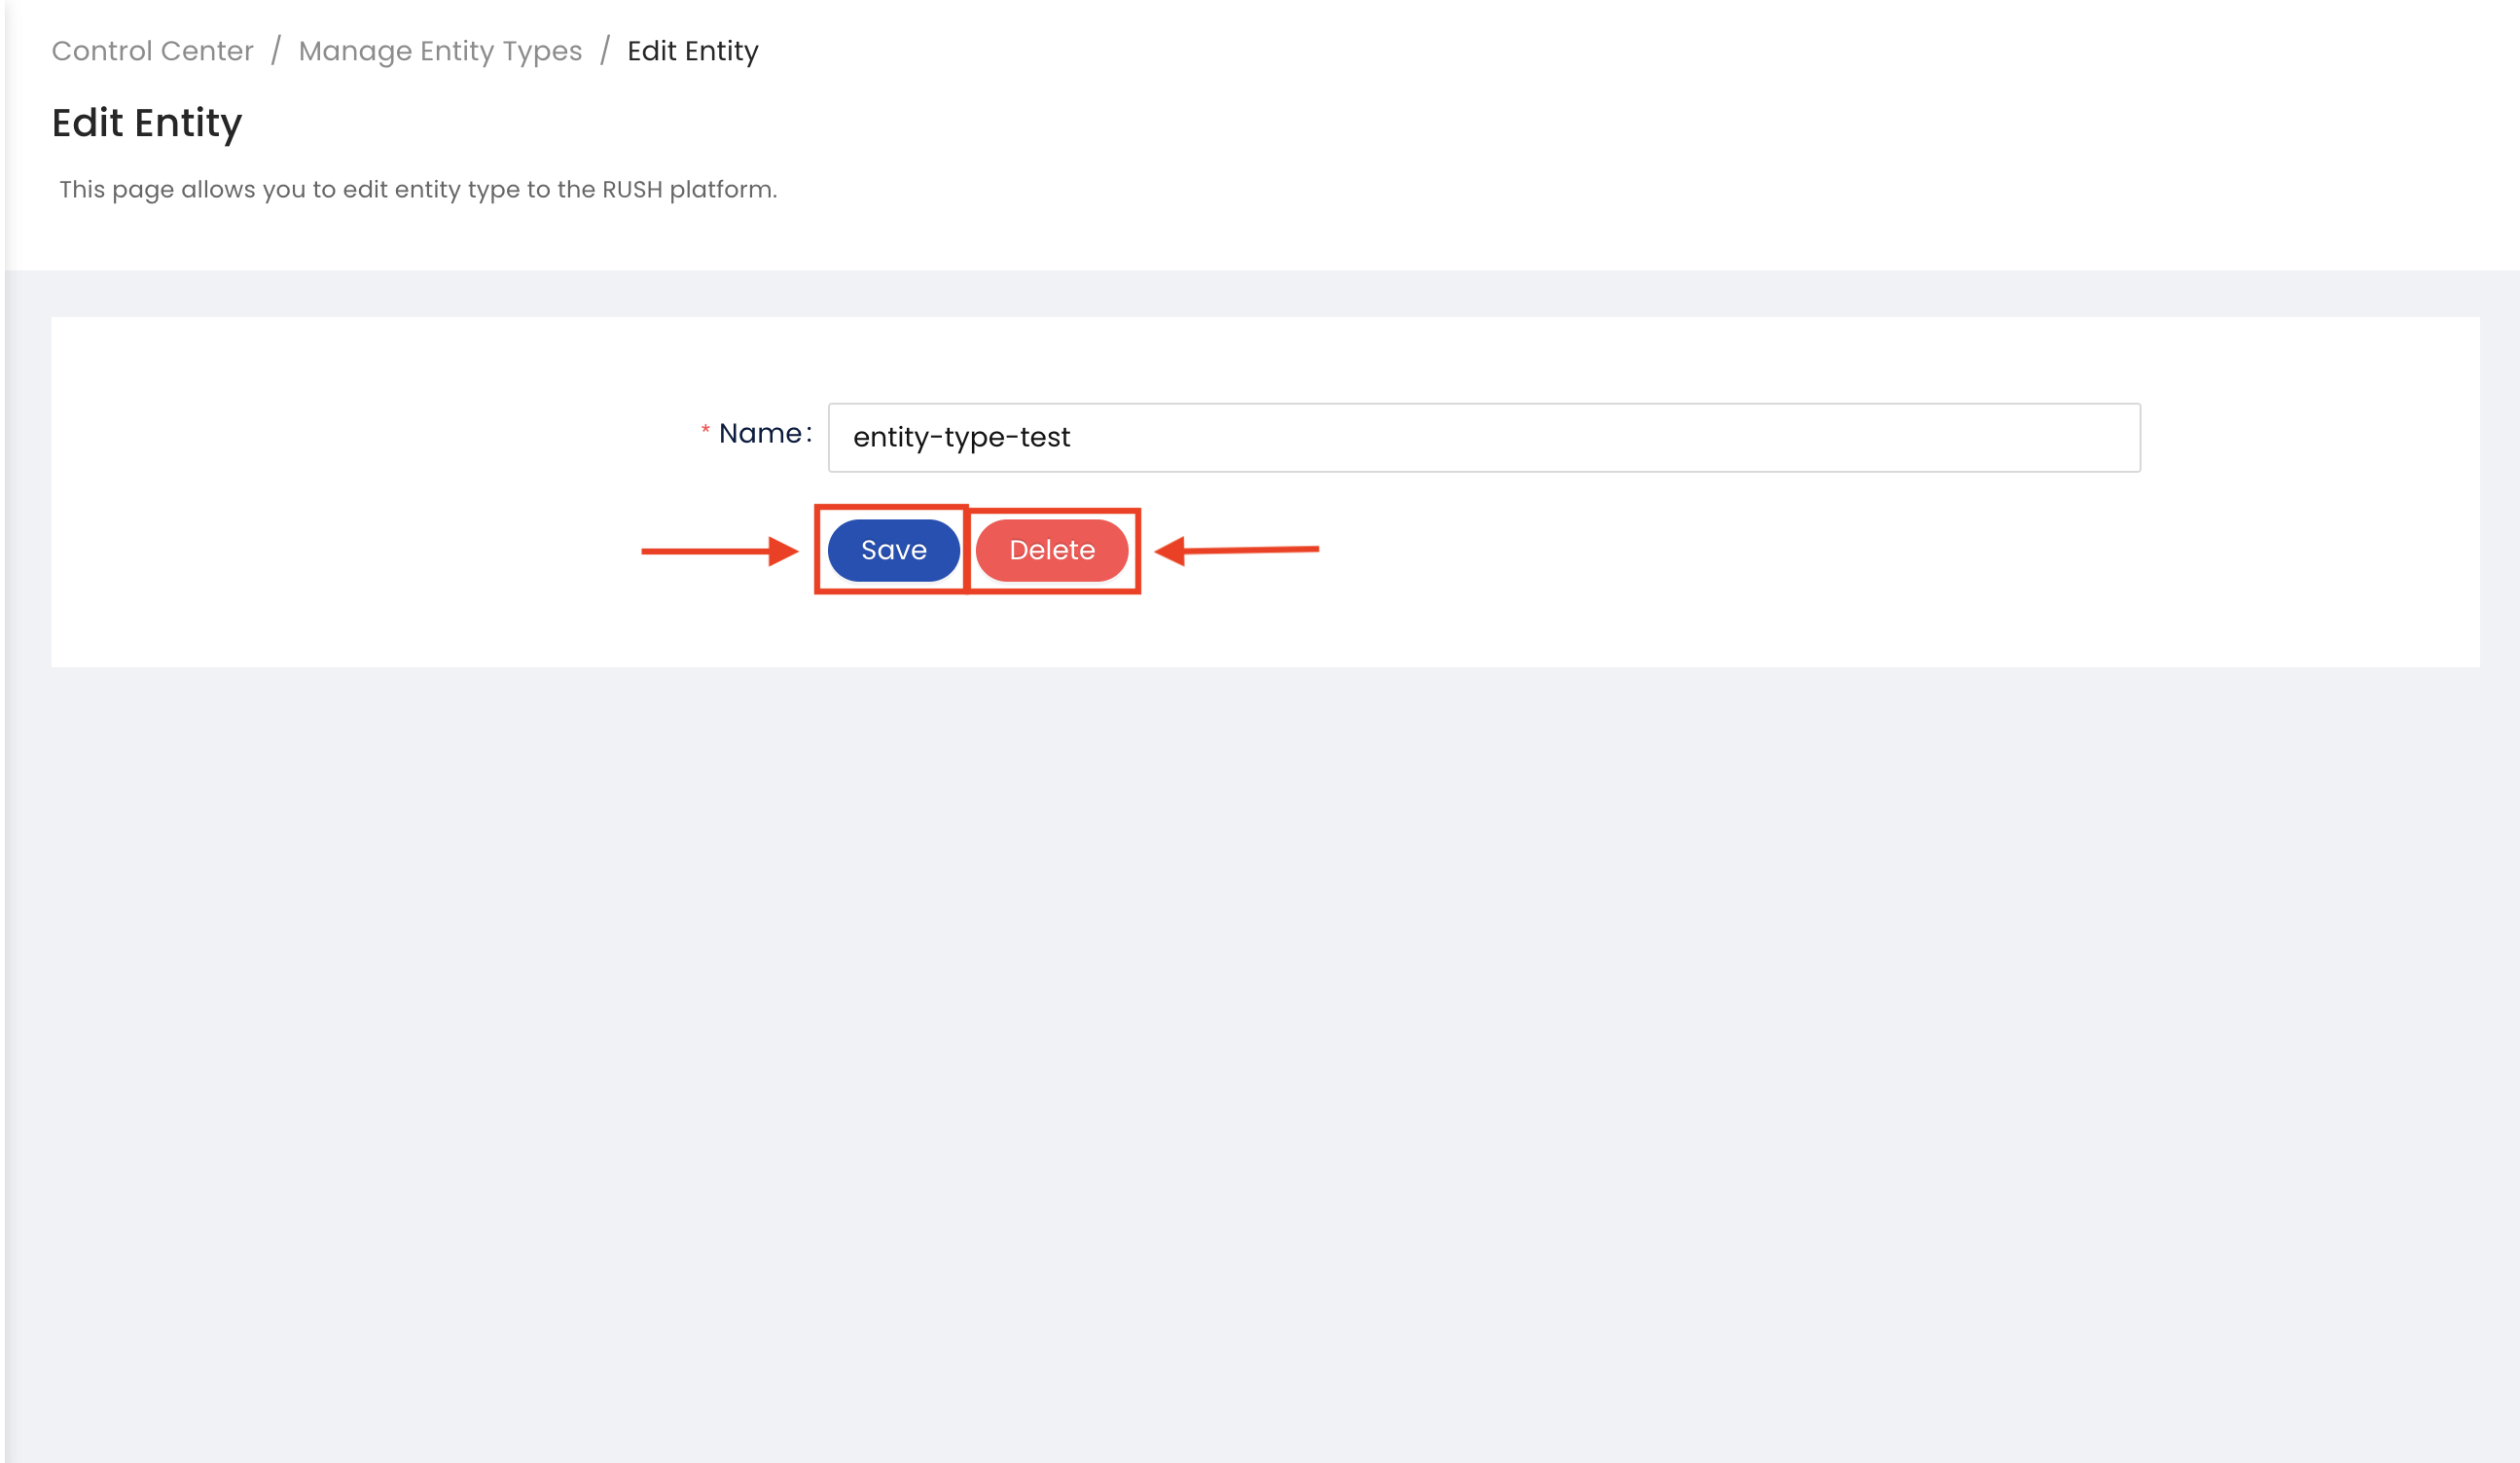 Control Center / Manage Entity Types / Edit Entity
Edit Entity
This page allows you to edit entity type to the RUSH platform.
* Name: entity-type-test
Save Delete